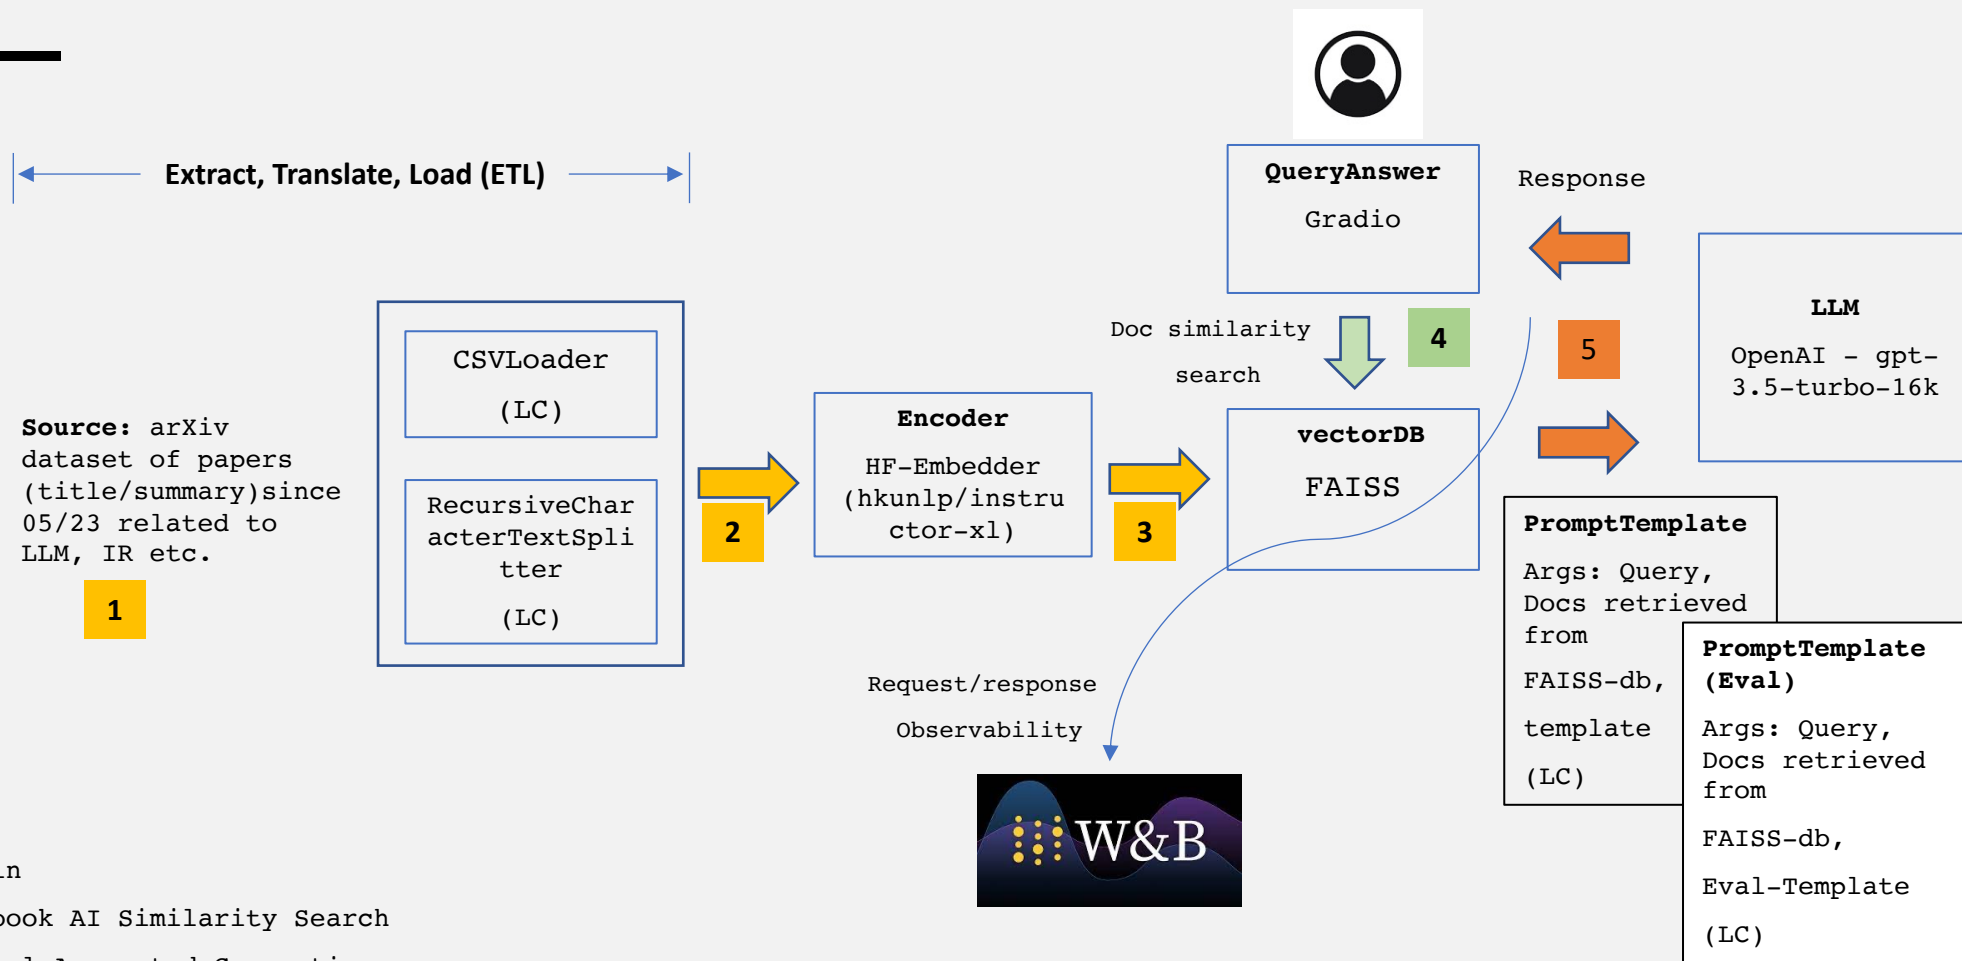 Extract, Translate, Load (ETL)
Source: arXiv
dataset of papers
(title/summary)since
05/23 related to
LLM, IR etc.
1
CSVLoader
(LC)
RecursiveChar
acterTextSpli
tter
(LC)
2
Encoder
HF-Embedder
(hkunlp/instru
ctor-xl)
3
QueryAnswer
Gradio
Doc similarity
search
4
vectorDB
FAISS
Response
5
LLM
OpenAI - gpt-
3.5-turbo-16k
PromptTemplate
Args: Query,
Docs retrieved
from
FAISS-db,
template
(LC)
PromptTemplate
(Eval)
Args: Query,
Docs retrieved
from
FAISS-db,
Eval-Template
(LC)
Request/response
Observability
W&B
in
ook AI Similarity Search